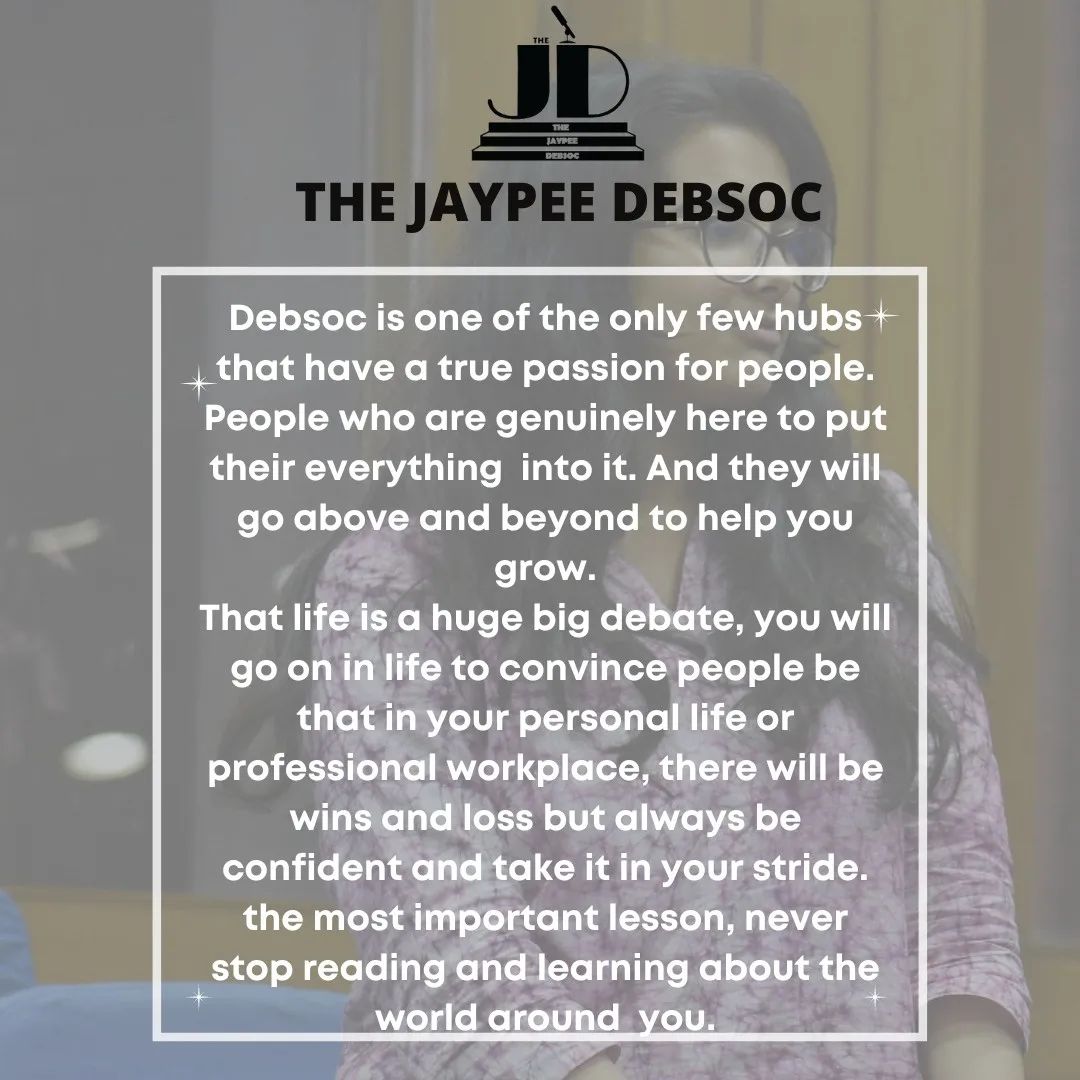 THE
JD
THE
JAYPEE
DEBSOC
THE JAYPEE DEBSOC
Debsoc is one of the only few hubs
that have a true passion for people.
People who are genuinely here to put
their everything into it. And they will
go above and beyond to help you
grow.
That life is a huge big debate, you will
go on in life to convince people be
that in your personal life or
professional workplace, there will be
wins and loss but always be
confident and take it in your stride.
the most important lesson, never
stop reading and learning about the
world around you.